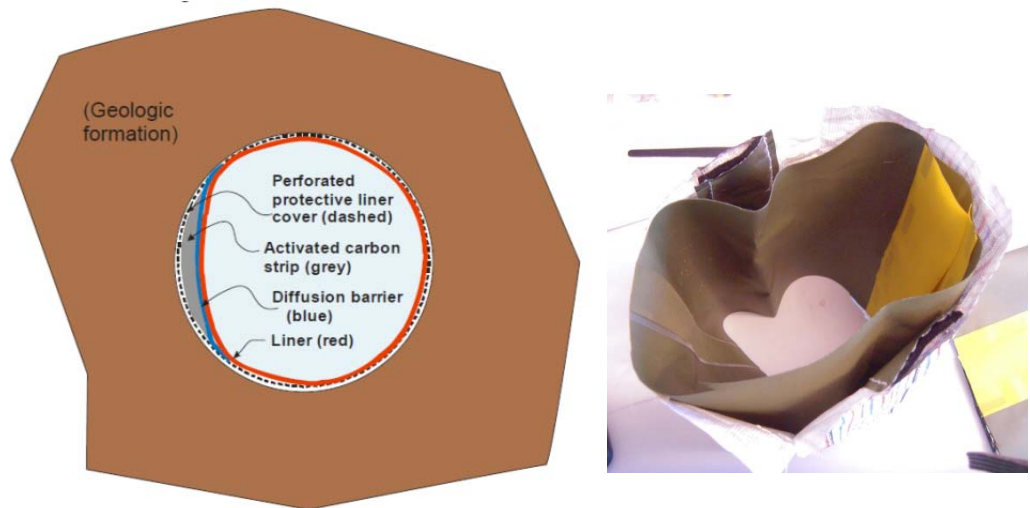 (Geologic
formation)
Perforated
protective liner
cover (dashed)
Activated carbon
strip (grey)
Diffusion barrier
(blue)
Liner (red)